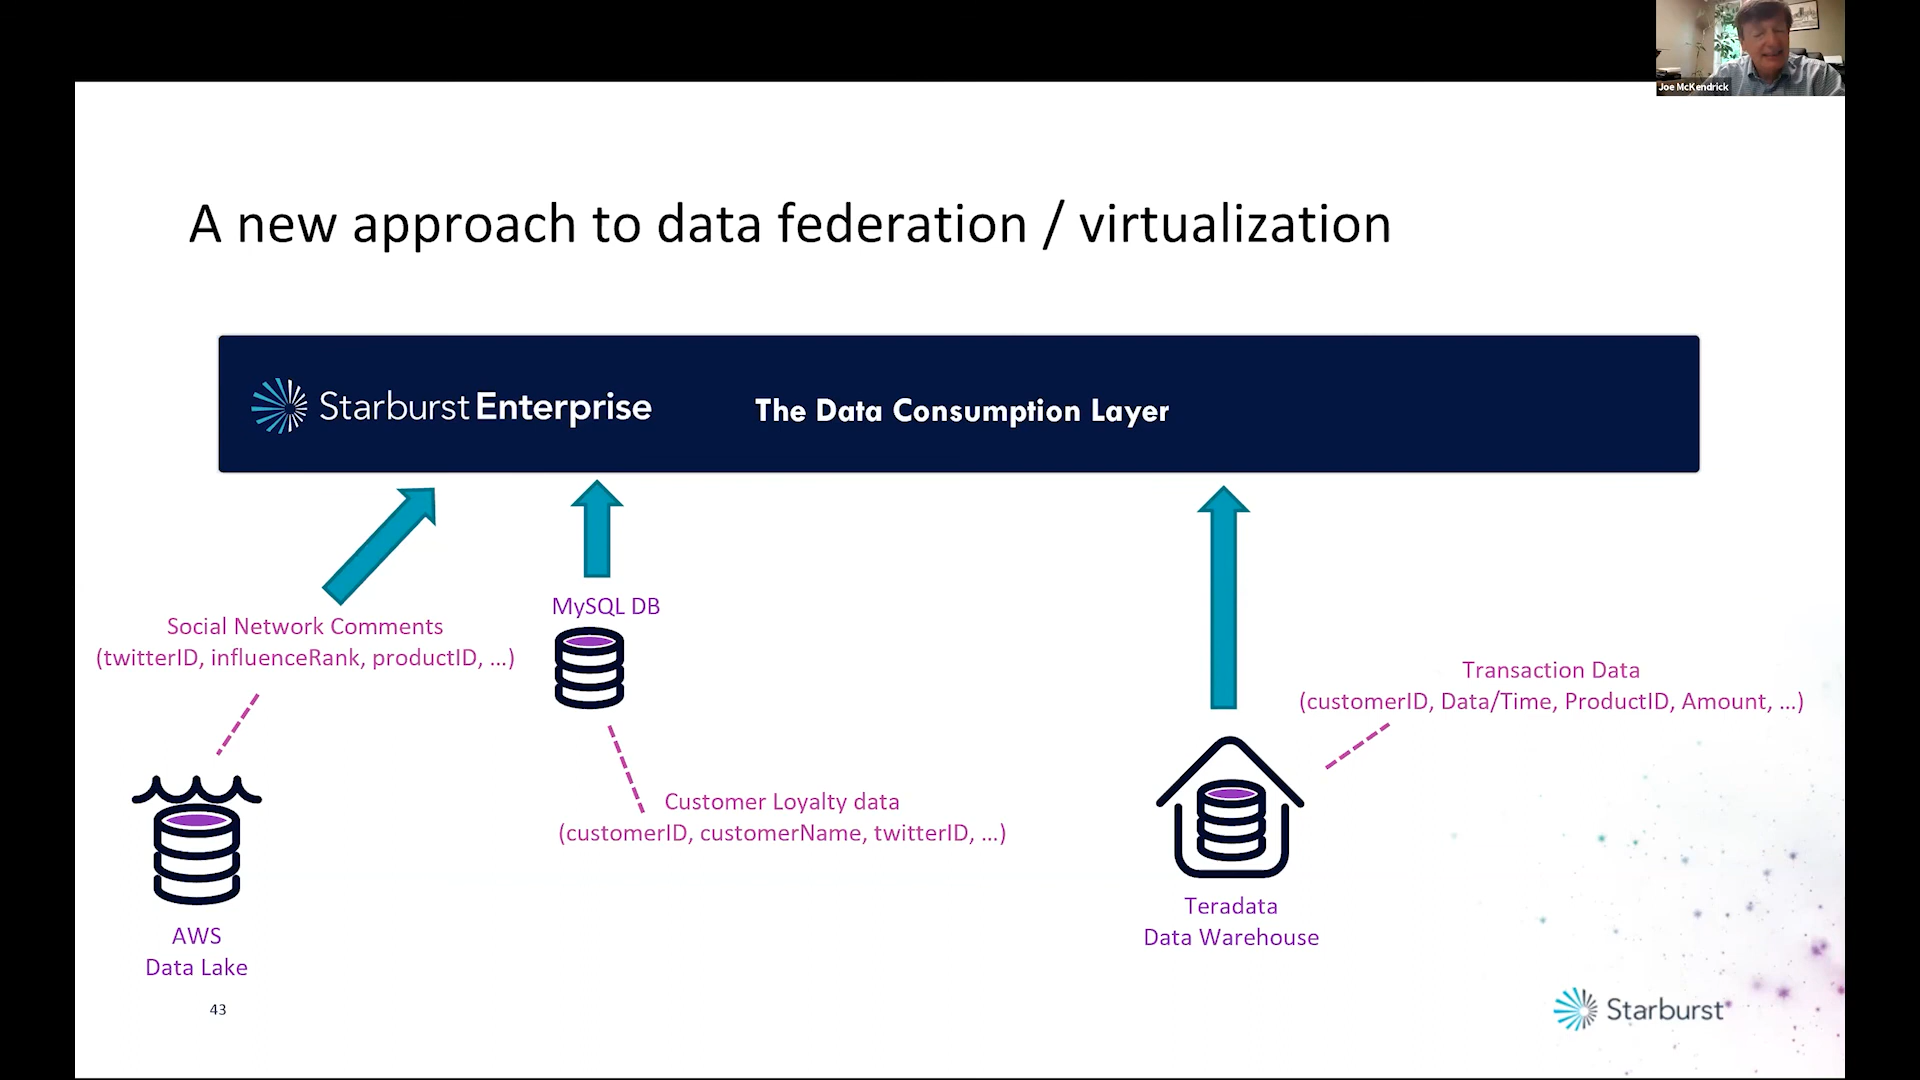 Joe McKendrick
A new approach to data federation / virtualization
Starburst Enterprise
The Data Consumption Layer
MySQL DB
Social Network Comments
(twitterID, influenceRank, productID, ...)
Transaction Data
(customerID, Data/Time, ProductID, Amount, ...)
Customer Loyalty data
(customerID, customerName, twitterID, ...)
Teradata
Data Warehouse
AWS
Data Lake
43
Starburst